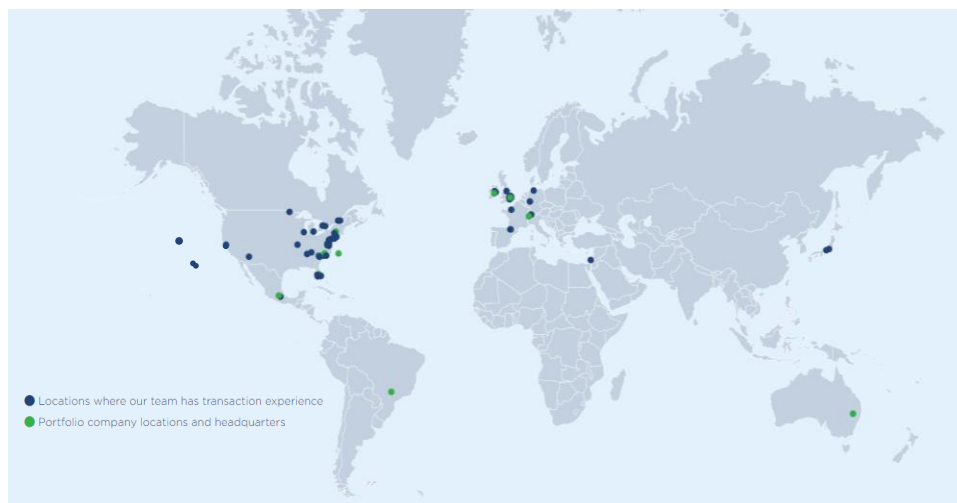 Locations where our team has transaction experience
Portfolio company locations and headquarters